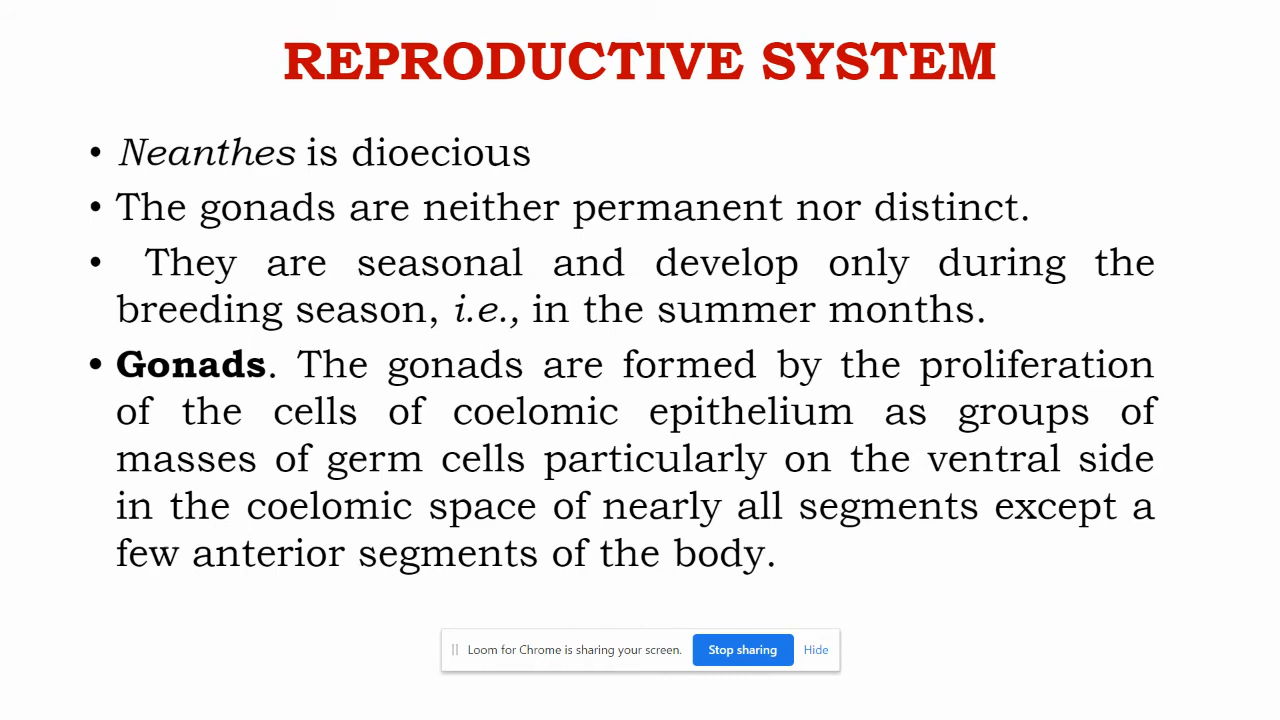 REPRODUCTIVE SYSTEM
• Neanthes is dioecious
• The gonads are neither permanent nor distinct.
• They are seasonal and develop only during the
breeding season, i.e., in the summer months.
• Gonads. The gonads are formed by the proliferation
of the cells of coelomic epithelium as groups of
masses of germ cells particularly on the ventral side
in the coelomic space of nearly all segments except a
few anterior segments of the body.
Loom for Chrome is sharing your screen. Stop sharing Hide